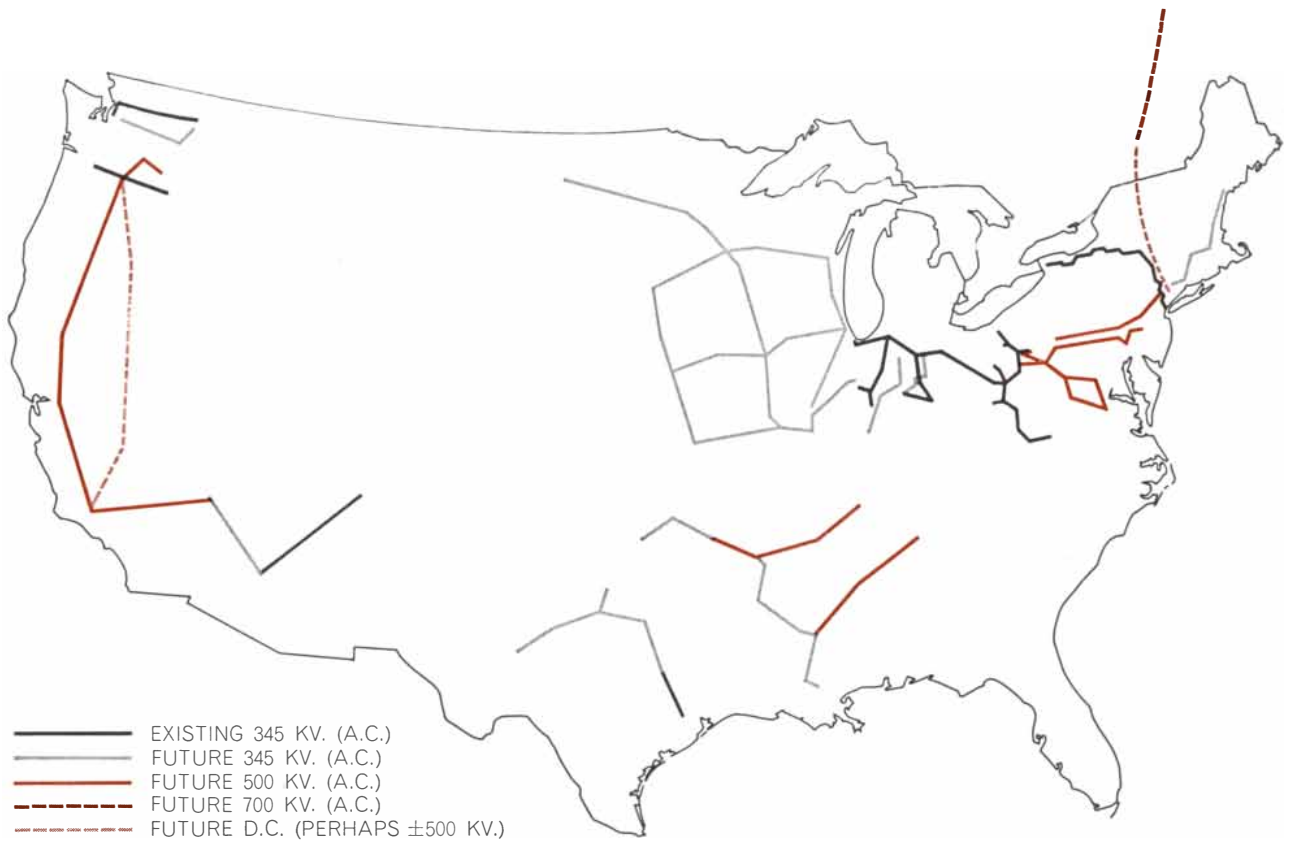 EXISTING 345 KV. (A.C.)
FUTURE 345 KV. (A.C.)
FUTURE 500 KV. (A.C.)
FUTURE 700 KV. (A.C.)
FUTURE D.C. (PERHAPS ±500 KV.)